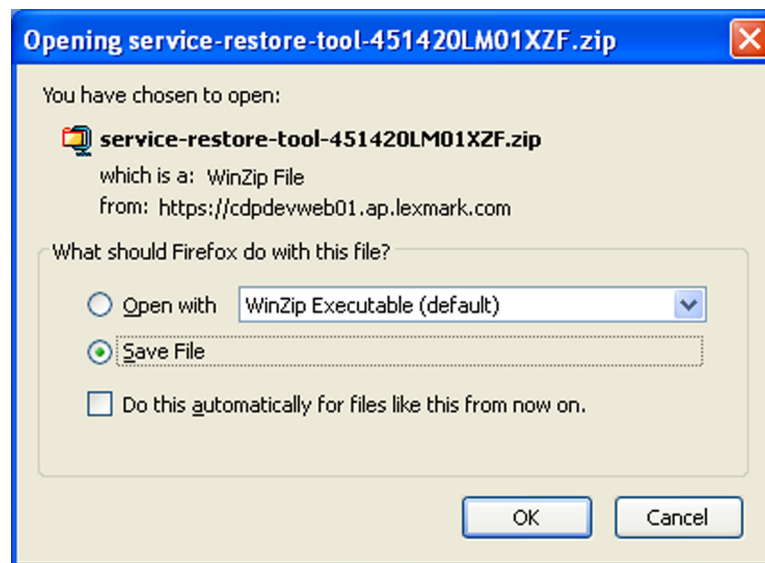 Opening service-restore-tool-451420LM01XZF.zip
You have chosen to open:
service-restore-tool-451420LM01XZF.zip
which is a: WinZip File
from: https://cdpdevweb01.ap.lexmark.com
What should Firefox do with this file?
Open with WinZip Executable (default)
Save File
Do this automatically for files like this from now on.
OK Cancel